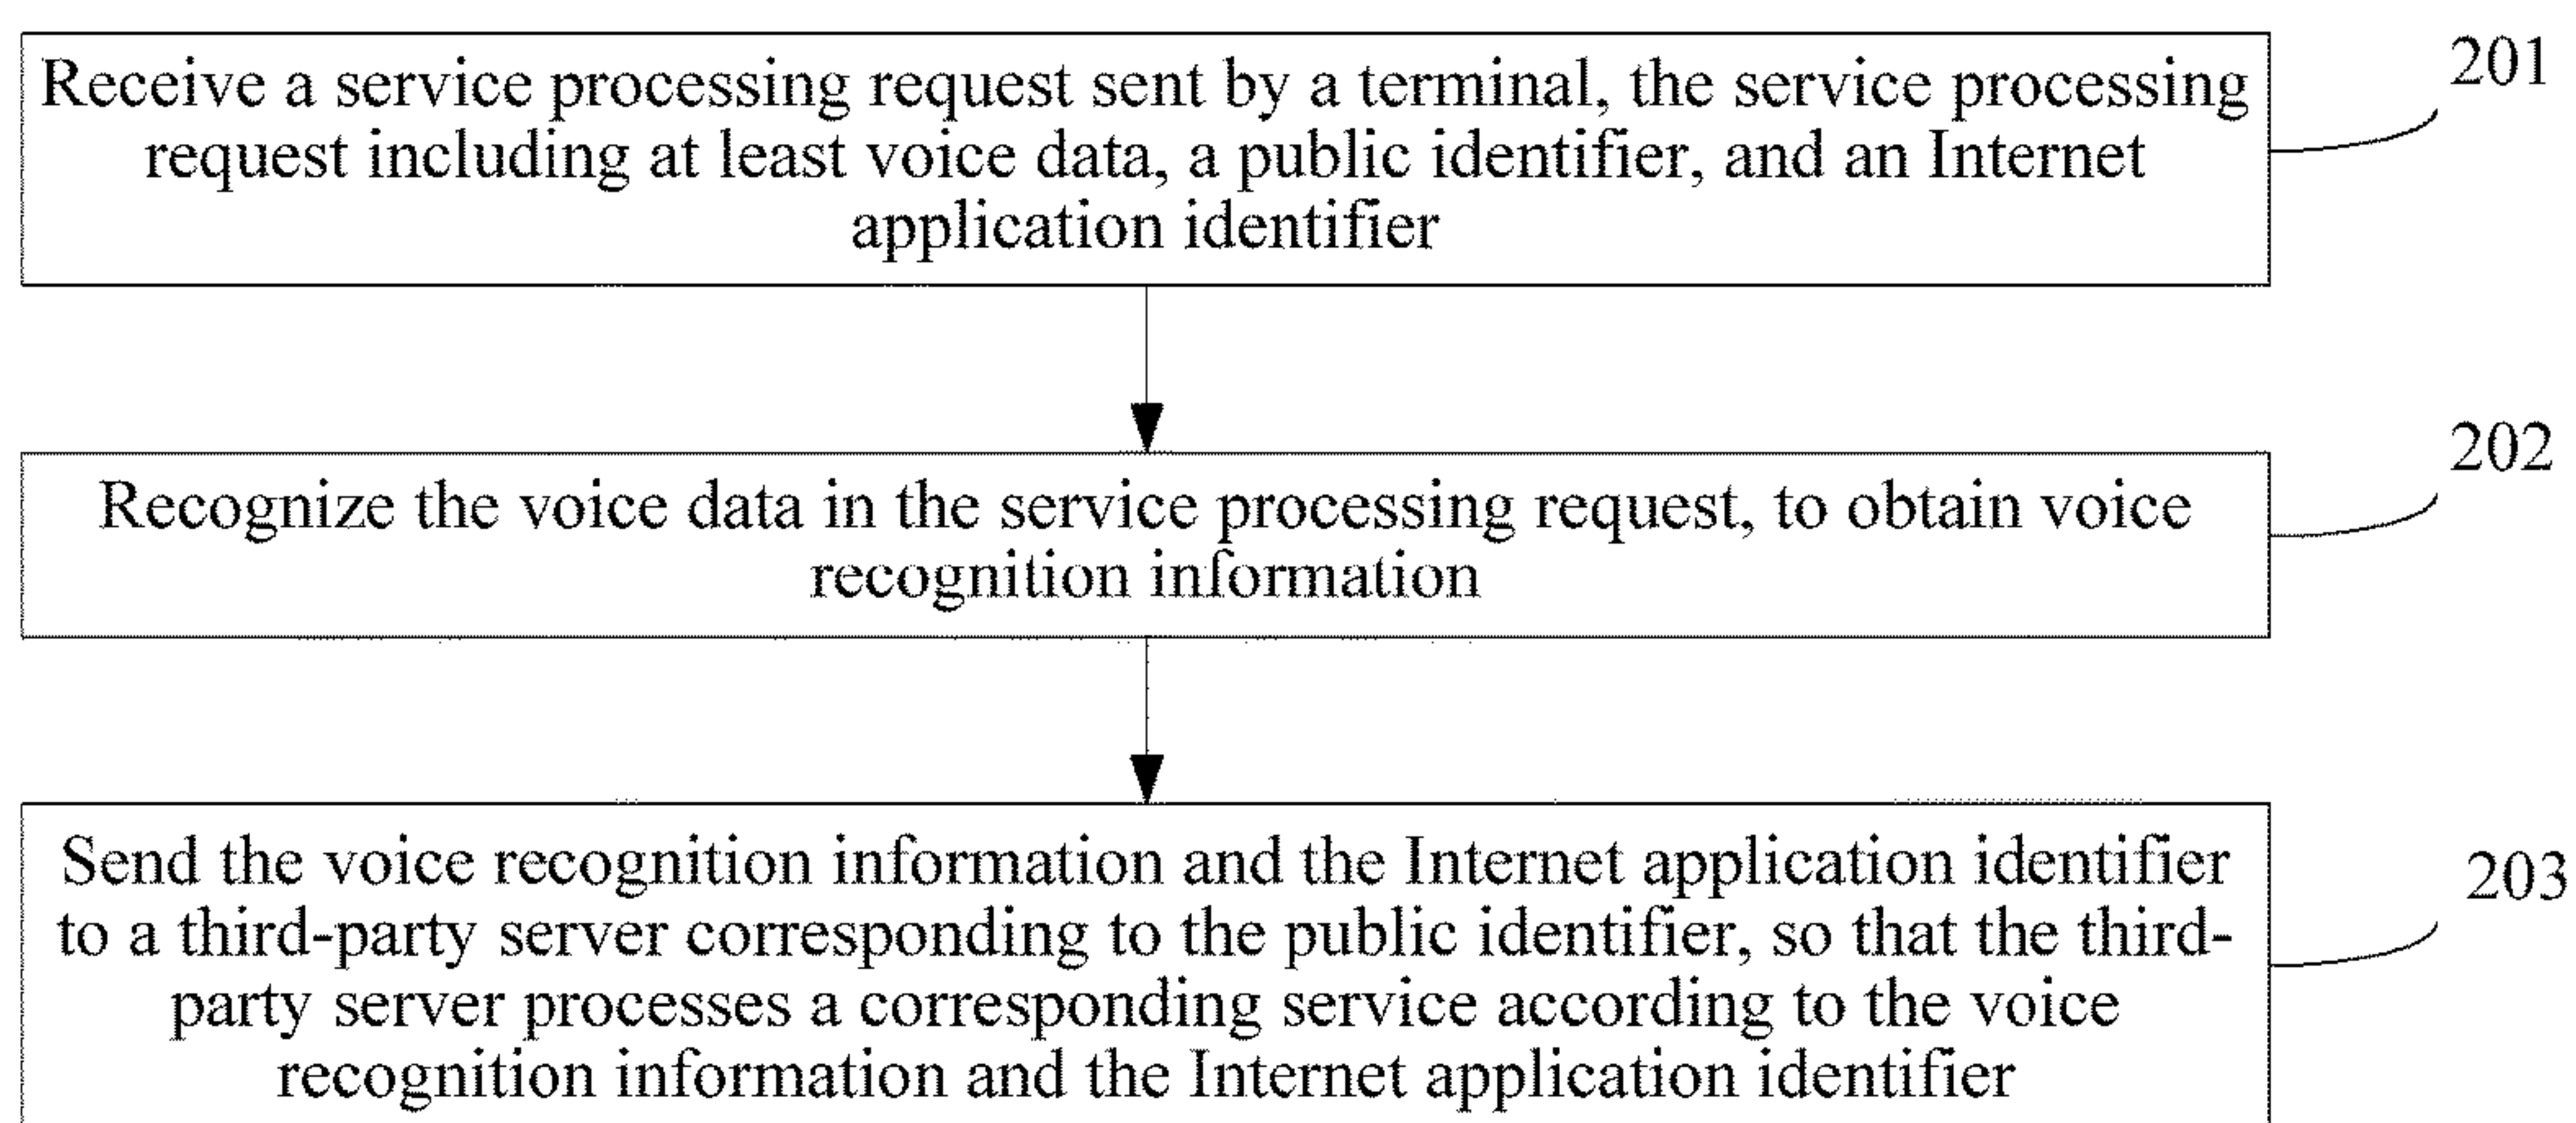 Receive a service processing request sent by a terminal, the service processing
request including at least voice data, a public identifier, and an Internet
application identifier
201
Recognize the voice data in the service processing request, to obtain voice
recognition information
202
Send the voice recognition information and the Internet application identifier
to a third-party server corresponding to the public identifier, so that the third-
party server processes a corresponding service according to the voice
recognition information and the Internet application identifier
203